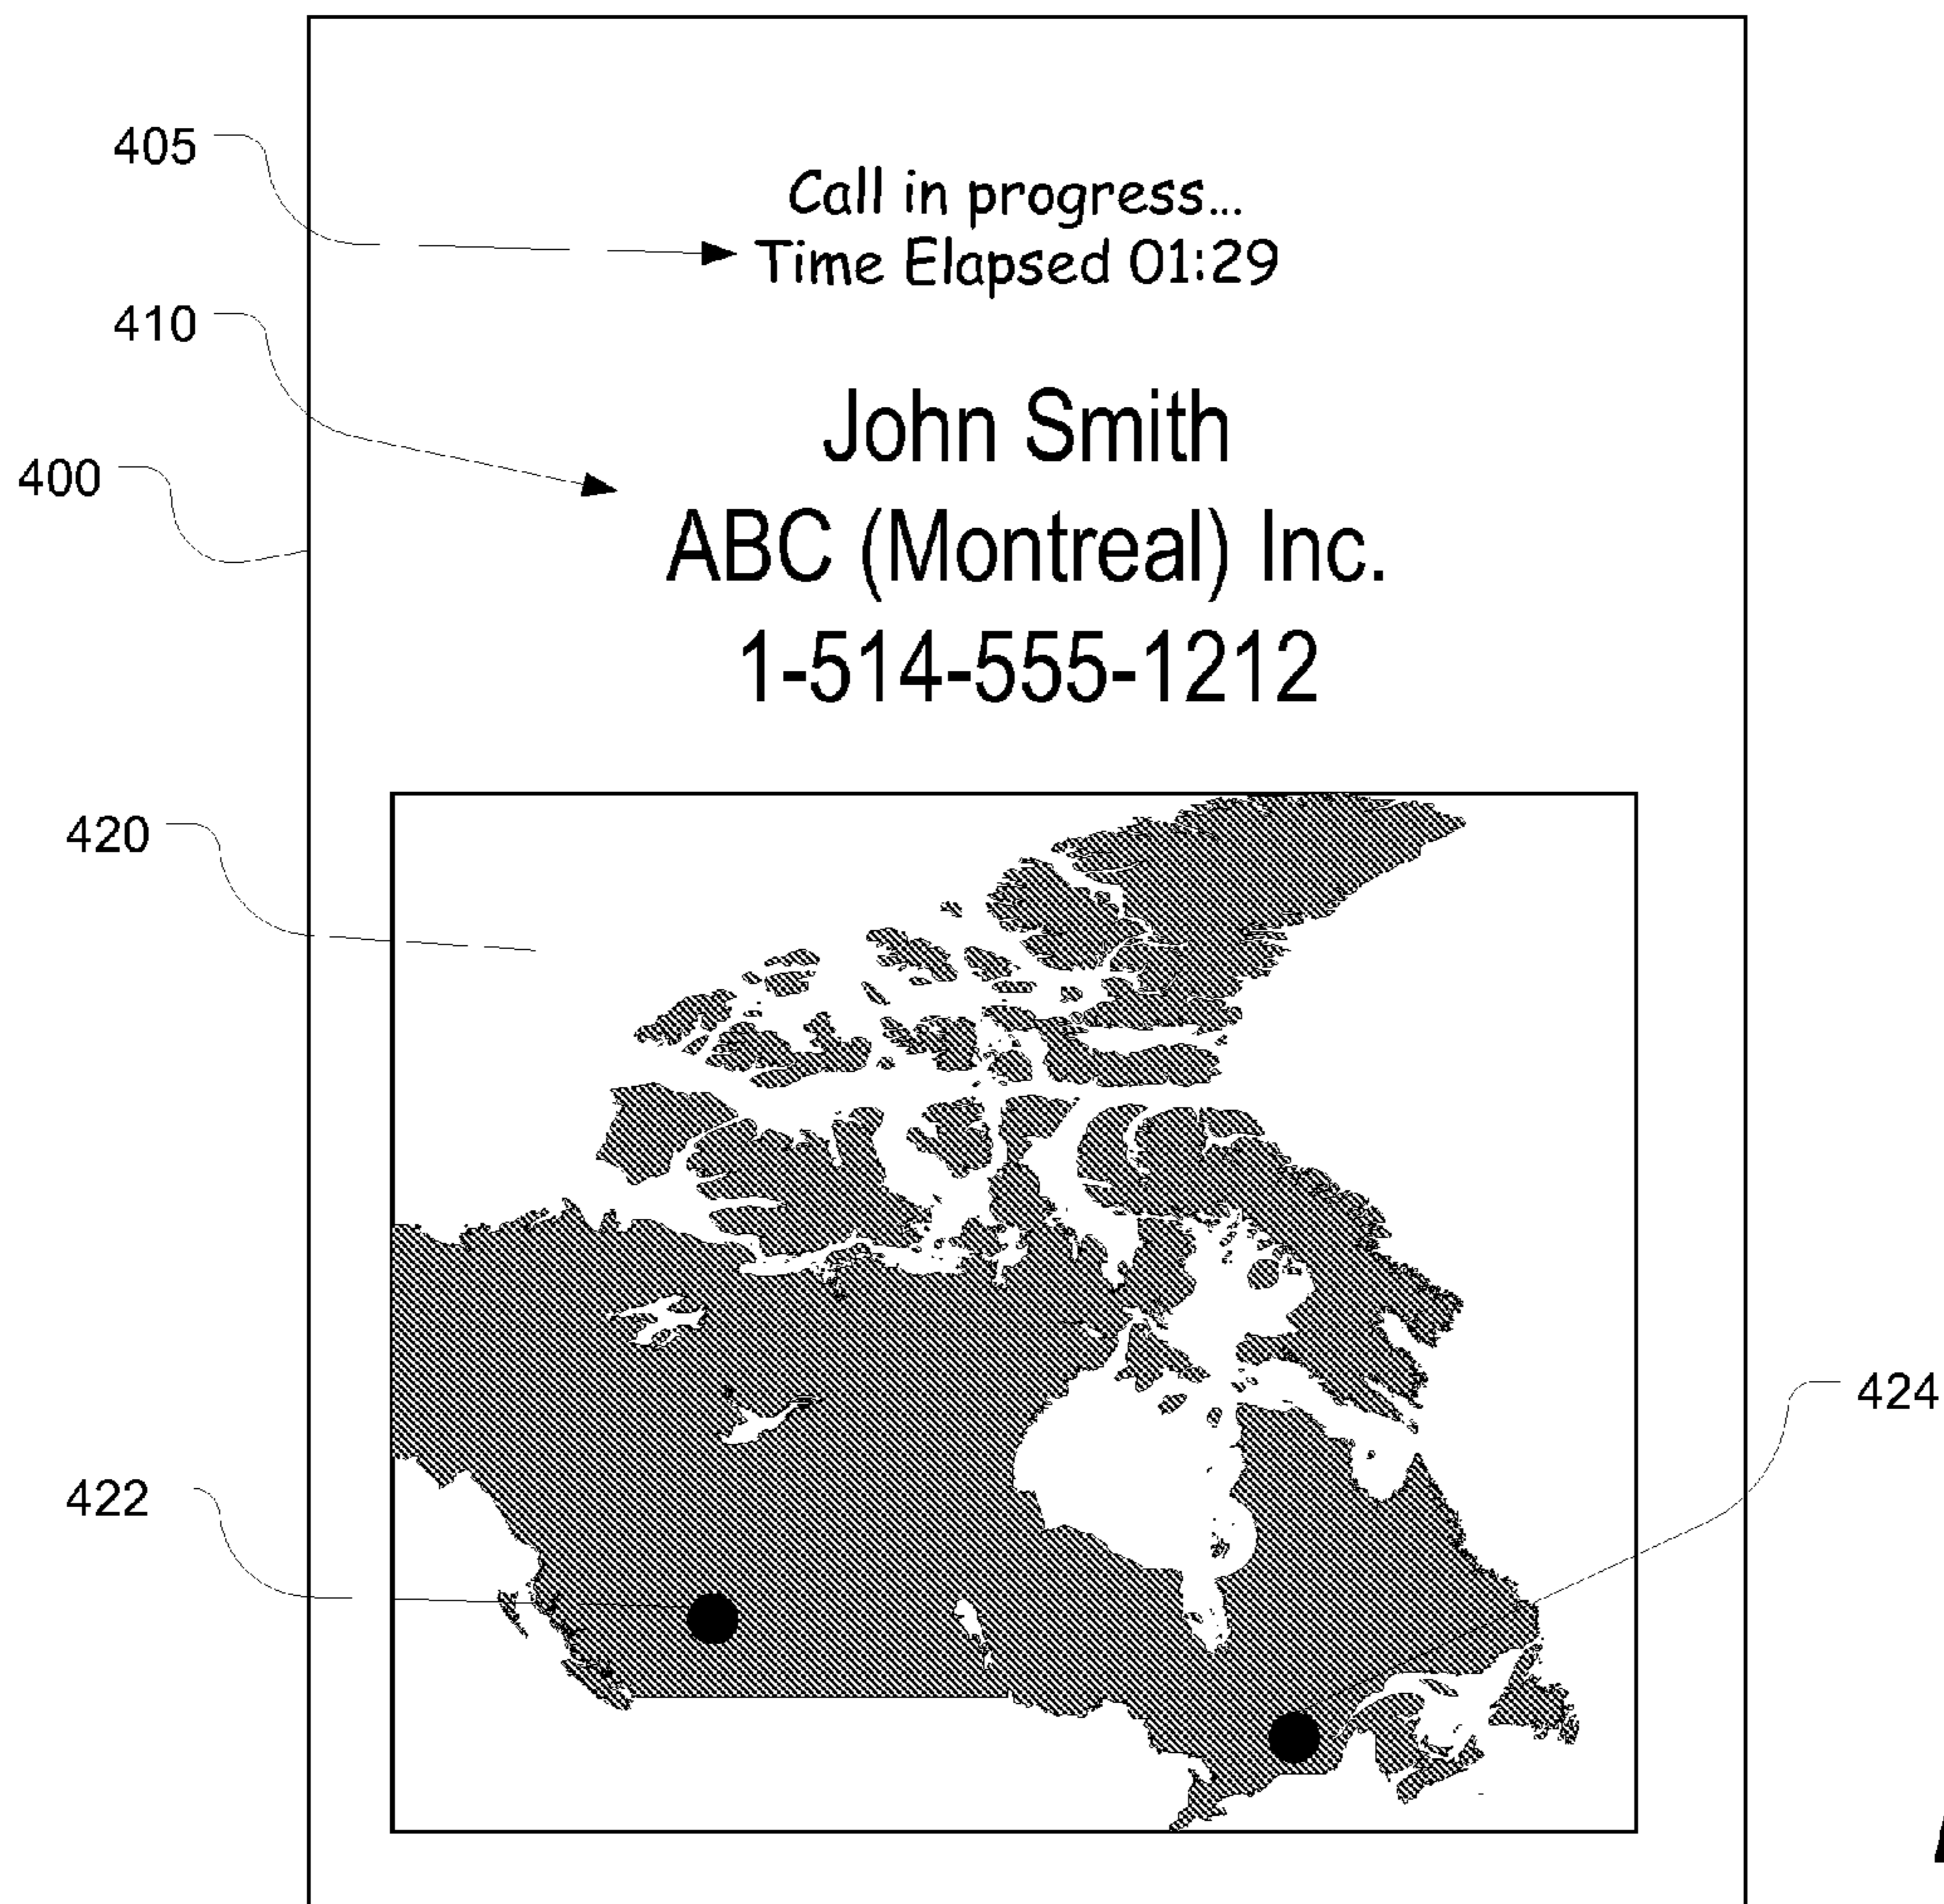 405
Call in progress...
Time Elapsed 01:29
410
John Smith
400
ABC (Montreal) Inc.
1-514-555-1212
420
424
422